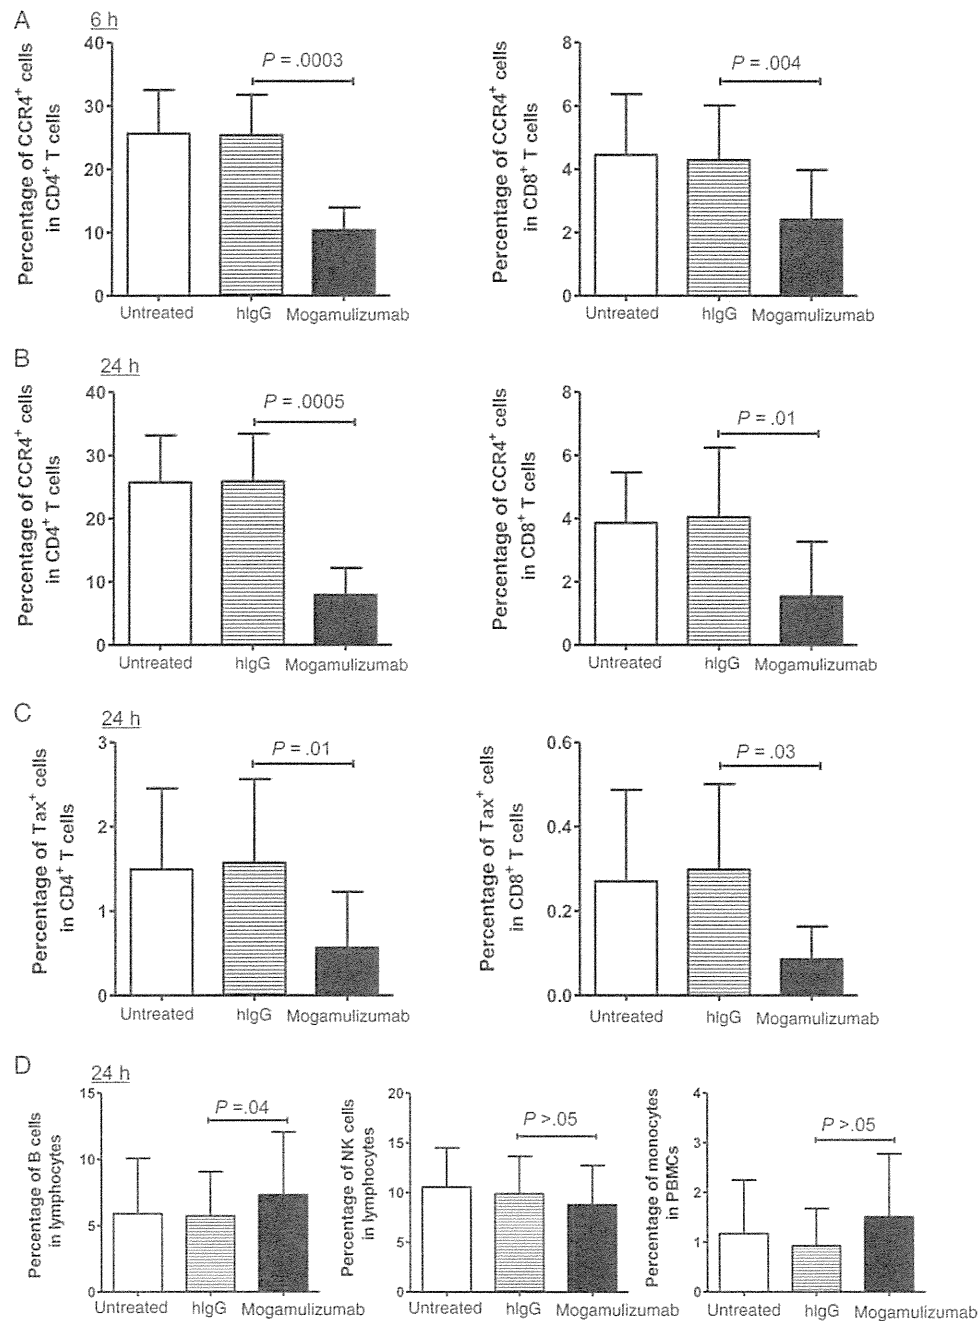 A
6 h
Percentage of CCR4+ cells
in CD4+ T cells
40
30
20
10
0
P = .0003
Untreated
hIgG
Mogamulizumab
Percentage of CCR4+ cells
in CD8+ T cells
8
6
4
2
0
P = .004
Untreated
hIgG
Mogamulizumab
B
24 h
Percentage of CCR4+ cells
in CD4+ T cells
40
30
20
10
0
P = .0005
Untreated
hIgG
Mogamulizumab
Percentage of CCR4+ cells
in CD8+ T cells
8
6
4
2
0
P = .01
Untreated
hIgG
Mogamulizumab
C
24 h
Percentage of Tax+ cells
in CD4+ T cells
3
2
1
0
P = .01
Untreated
hIgG
Mogamulizumab
Percentage of Tax+ cells
in CD8+ T cells
0.6
0.4
0.2
0.0
P = .03
Untreated
hIgG
Mogamulizumab
D
24 h
Percentage of B cells
in lymphocytes
15
10
5
0
P =.04
Untreated
hIgG
Mogamulizumab
Percentage of NK cells
in lymphocytes
20
15
10
5
0
P >.05
Untreated
hIgG
Mogamulizumab
Percentage of monocytes
in PBMCs
4
3
2
1
0
P >.05
Untreated
hIgG
Mogamulizumab